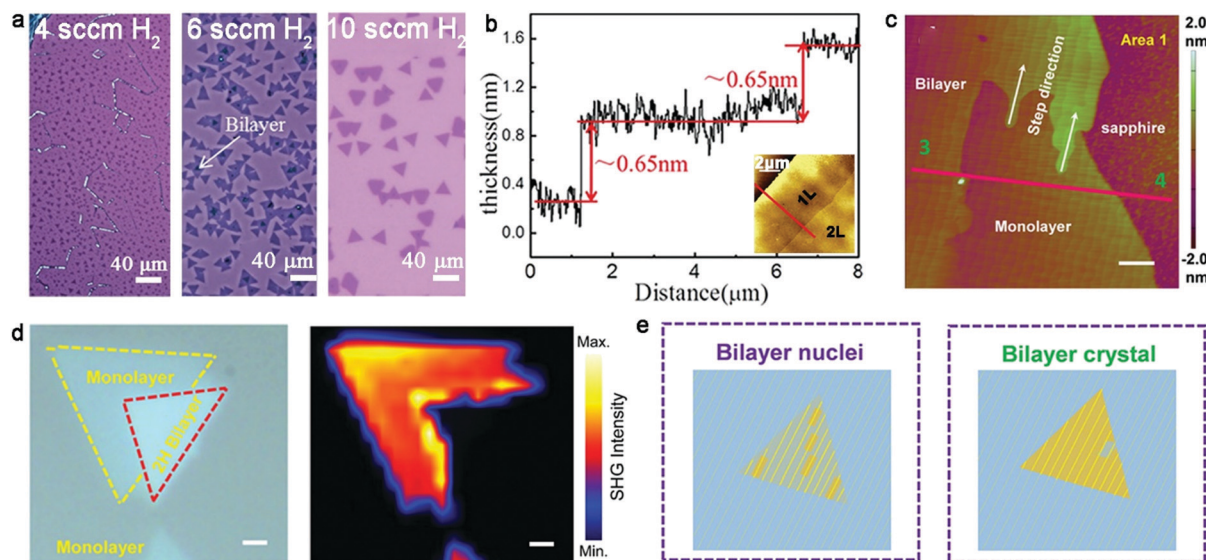 a
4 sccm H2
6 sccm H2
10 sccm H2
Bilayer
40 μm
40 μm
40 μm
b
thickness(nm)
1.6
1.2
0.8
0.4
0.0
~0.65nm
~0.65nm
2μm
1L
2L
0 2 4 6 8
Distance(μm)
c
Area 1
Bilayer
Step direction
sapphire
3
4
Monolayer
2.0
nm
-2.0
nm
d
Monolayer
2H Bilayer
Monolayer
Max.
SHG Intensity
Min.
e
Bilayer nuclei
Bilayer crystal